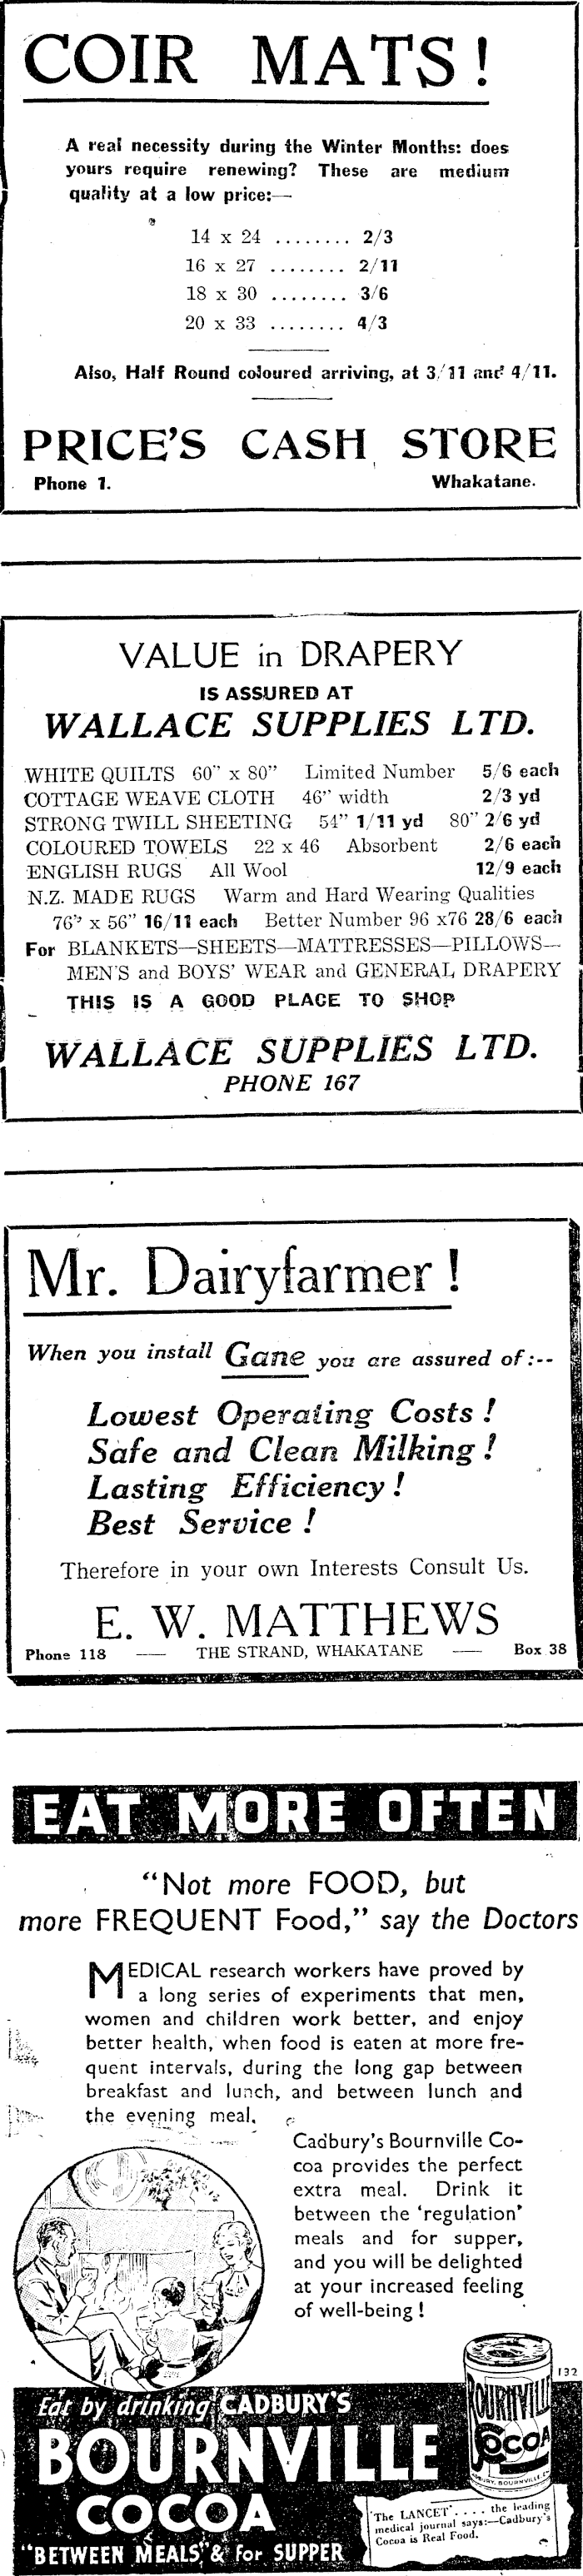 COIR MATS!
A real necessity during the Winter Months: does
yours require renewing? These are medium
quality at a low price:—
14 x 24 ........ 2/3
16 x 27 ........ 2/11
18 x 30 ........ 3/6
20 x 33 ........ 4/3
Also, Half Round coloured arriving, at 3/11 and 4/11.
PRICE'S CASH STORE
Phone 1. Whakatane.
VALUE in DRAPERY
IS ASSURED AT
WALLACE SUPPLIES LTD.
WHITE QUILTS 60" x 80" Limited Number 5/6 each
COTTAGE WEAVE CLOTH 46" width 2/3 yd
STRONG TWILL SHEETING 54" 1/11 yd 80" 2/6 yd
COLOURED TOWELS 22 x 46 Absorbent 2/6 each
ENGLISH RUGS All Wool 12/9 each
N.Z. MADE RUGS Warm and Hard Wearing Qualities
76" x 56" 16/11 each Better Number 96 x76 28/6 each
For BLANKETS—SHEETS—MATTRESSES—PILLOWS—
MEN'S and BOYS' WEAR and GENERAL DRAPERY
THIS IS A GOOD PLACE TO SHOP
WALLACE SUPPLIES LTD.
PHONE 167
Mr. Dairyfarmer!
When you install Gane you are assured of:--
Lowest Operating Costs!
Safe and Clean Milking!
Lasting Efficiency!
Best Service!
Therefore in your own Interests Consult Us.
E. W. MATTHEWS
Phone 118 — THE STRAND, WHAKATANE — Box 38
EAT MORE OFTEN
"Not more FOOD, but
more FREQUENT Food," say the Doctors
MEDICAL research workers have proved by
a long series of experiments that men,
women and children work better, and enjoy
better health, when food is eaten at more fre-
quent intervals, during the long gap between
breakfast and lunch, and between lunch and
the evening meal.
Cadbury's Bournville Co-
coa provides the perfect
extra meal. Drink it
between the 'regulation'
meals and for supper,
and you will be delighted
at your increased feeling
of well-being!
132
Eat by drinking CADBURY'S
BOURNVILLE
COCOA
"BETWEEN MEALS" & for SUPPER
BOURNVILLE
COCOA
'The LANCET' .... the leading
medical journal says:—Cadbury's
Cocoa is Real Food.